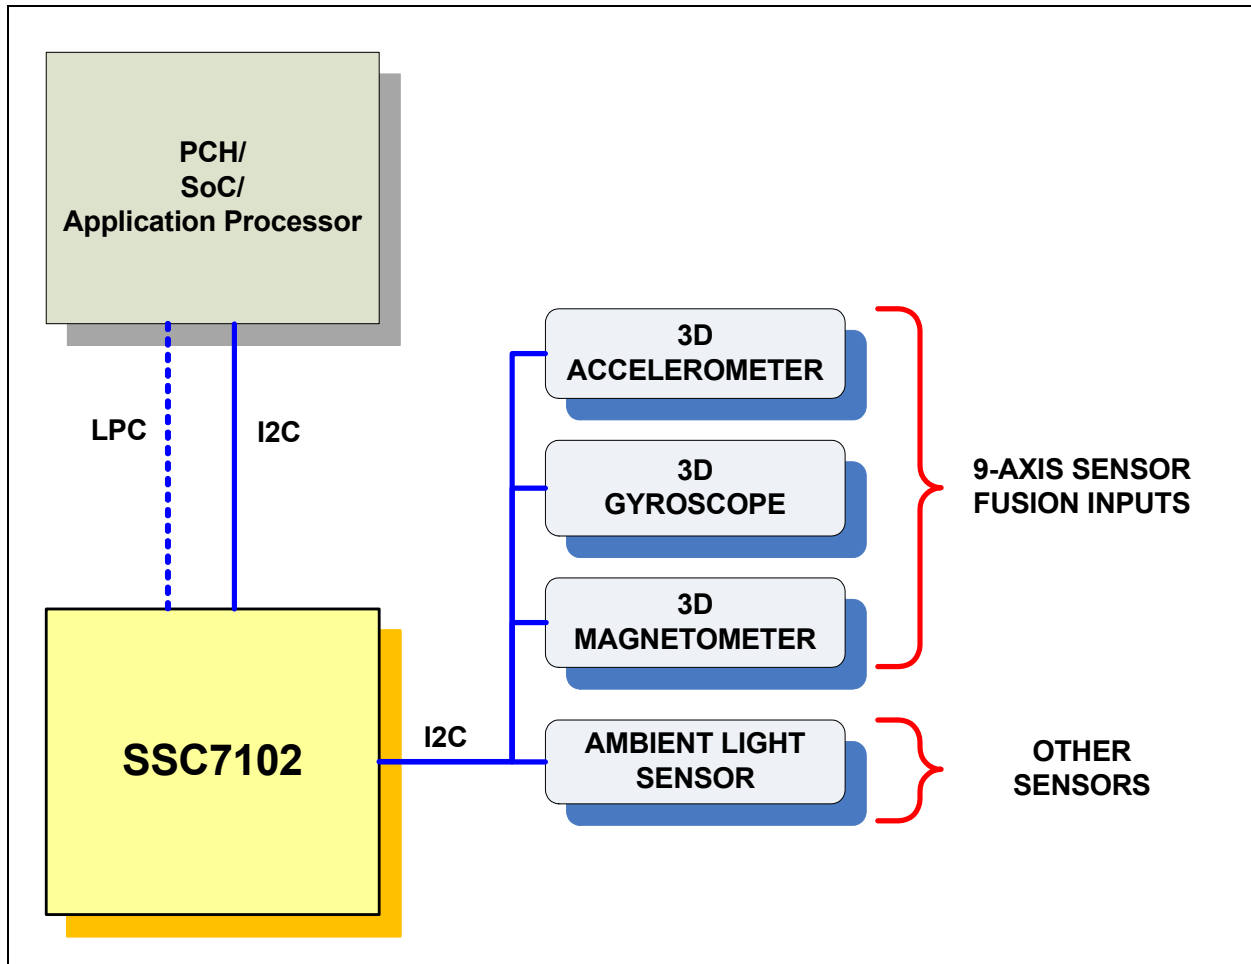 PCH/
SoC/
Application Processor
LPC
I2C
3D
ACCELEROMETER
3D
GYROSCOPE
3D
MAGNETOMETER
9-AXIS SENSOR
FUSION INPUTS
SSC7102
I2C
AMBIENT LIGHT
SENSOR
OTHER
SENSORS